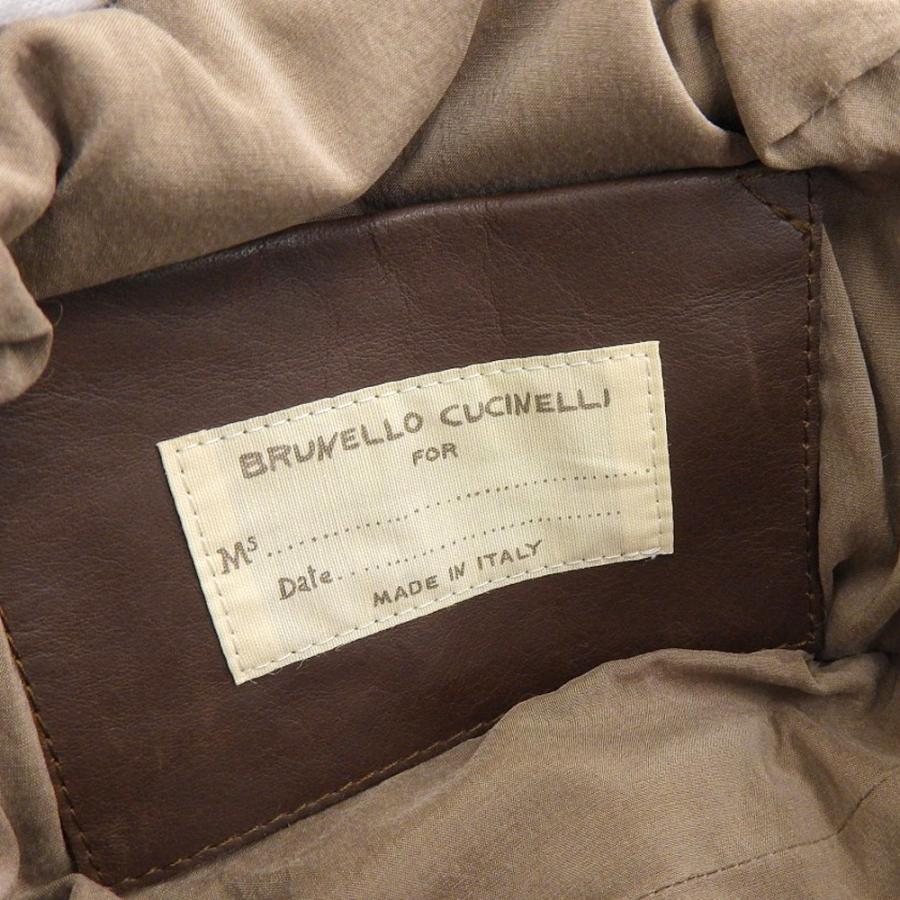 BRUNELLO CUCINELLI
FOR
Ms..............................................
Date........................................
MADE IN ITALY